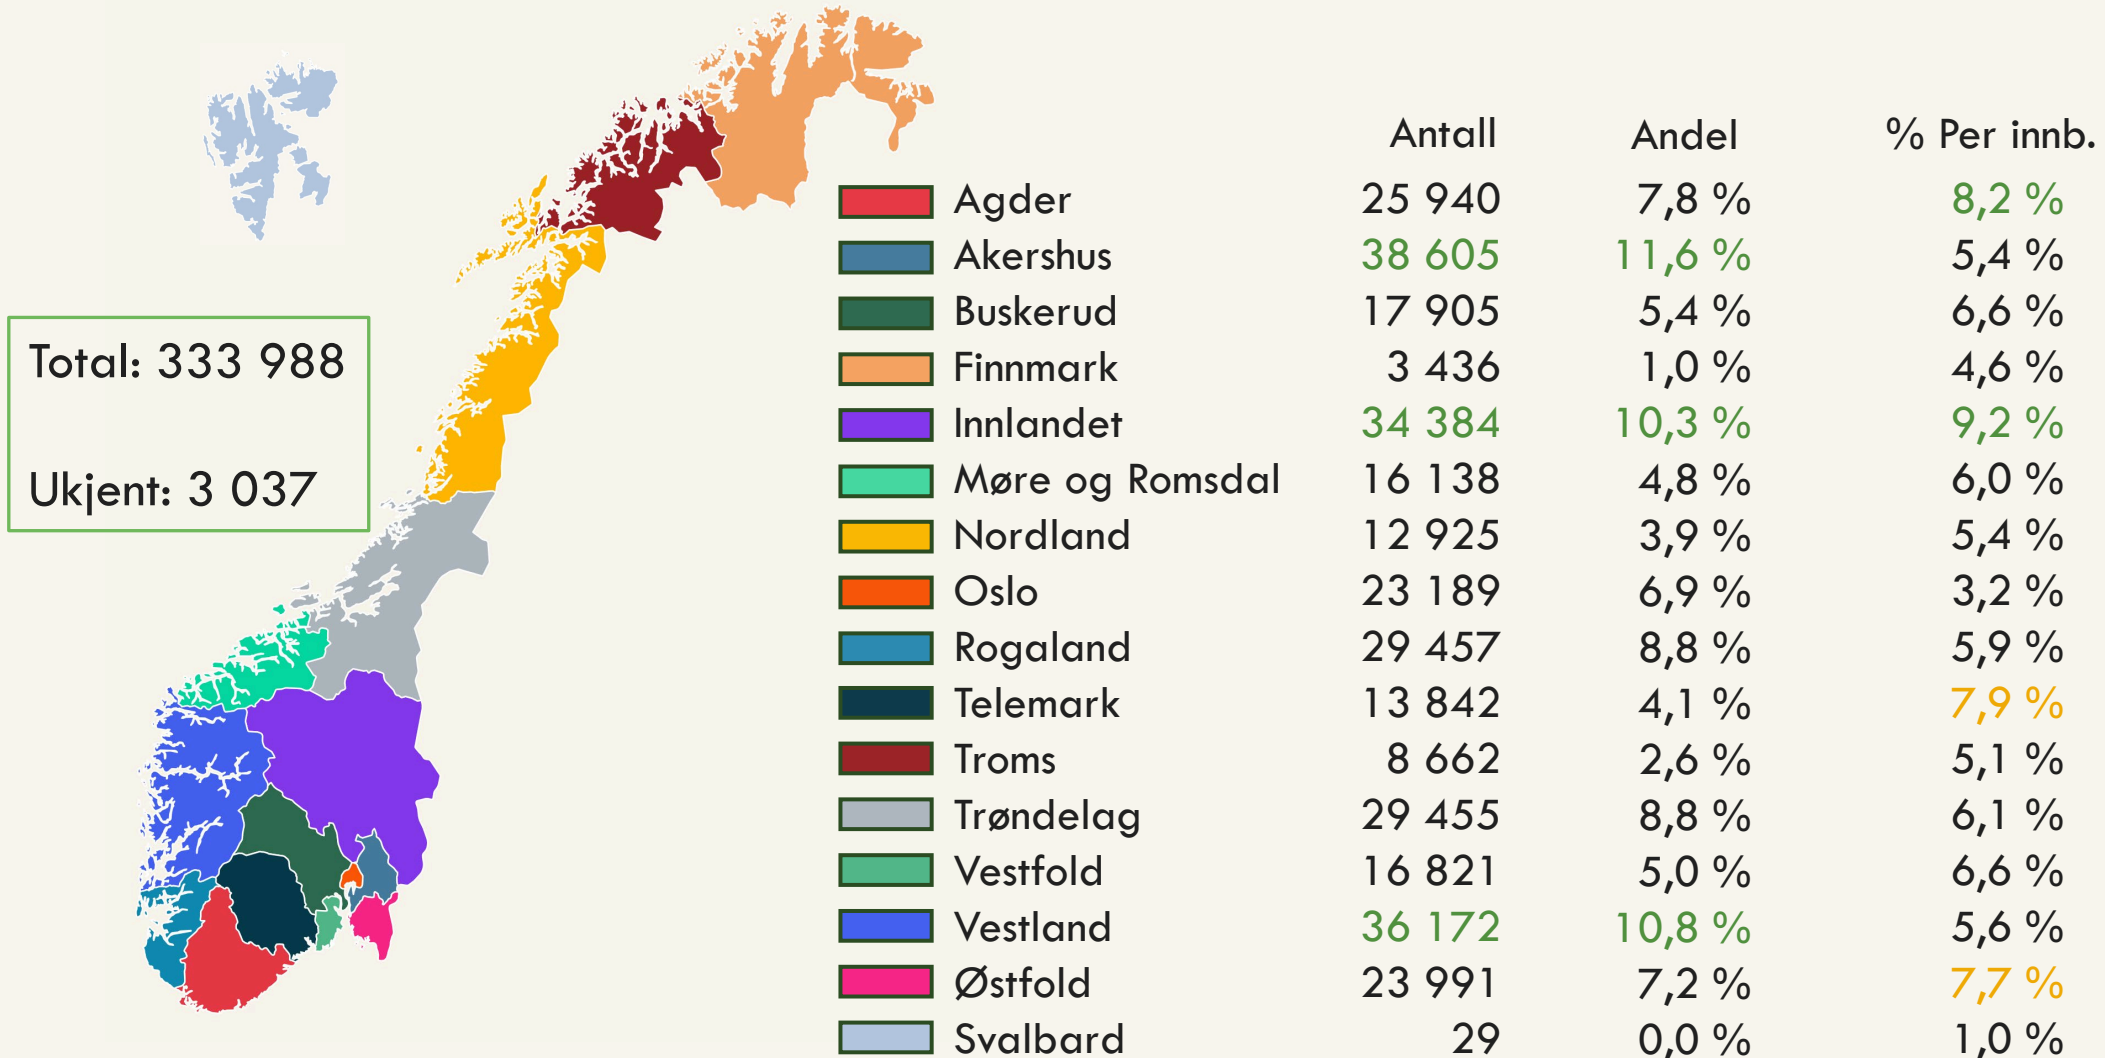 Total: 333 988
Ukjent: 3 037
Antall Andel % Per innb.
Agder 25 940 7,8 % 8,2 %
Akershus 38 605 11,6 % 5,4 %
Buskerud 17 905 5,4 % 6,6 %
Finnmark 3 436 1,0 % 4,6 %
Innlandet 34 384 10,3 % 9,2 %
Møre og Romsdal 16 138 4,8 % 6,0 %
Nordland 12 925 3,9 % 5,4 %
Oslo 23 189 6,9 % 3,2 %
Rogaland 29 457 8,8 % 5,9 %
Telemark 13 842 4,1 % 7,9 %
Troms 8 662 2,6 % 5,1 %
Trøndelag 29 455 8,8 % 6,1 %
Vestfold 16 821 5,0 % 6,6 %
Vestland 36 172 10,8 % 5,6 %
Østfold 23 991 7,2 % 7,7 %
Svalbard 29 0,0 % 1,0 %